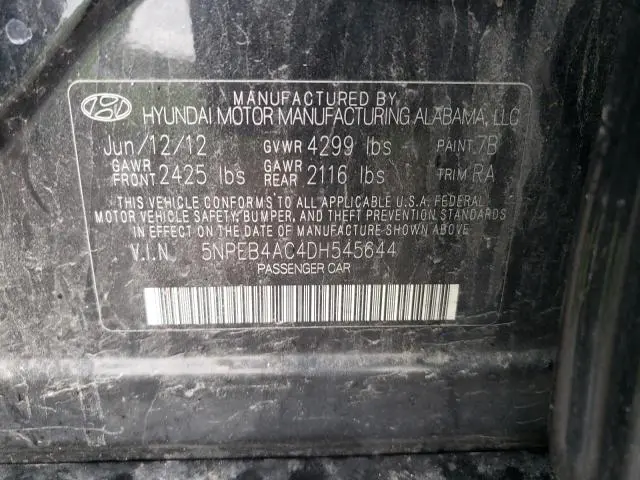 MANUFACTURED BY
HYUNDAI MOTOR MANUFACTURING ALABAMA, LLC
Jun/12/12 GVWR 4299 lbs PAINT 7B
GAWR FRONT 2425 lbs GAWR REAR 2116 lbs TRIM RA
THIS VEHICLE CONFORMS TO ALL APPLICABLE U.S.A. FEDERAL
MOTOR VEHICLE SAFETY, BUMPER, AND THEFT PREVENTION STANDARDS
IN EFFECT ON THE DATE OF MANUFACTURE SHOWN ABOVE.
V.I.N. 5NPEB4AC4DH545644
PASSENGER CAR